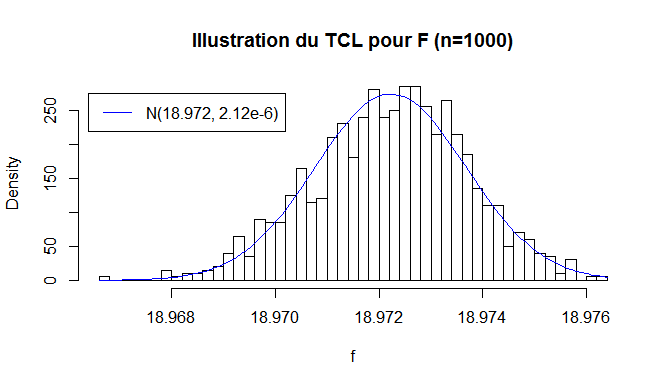 Illustration du TCL pour F (n=1000)
N(18.972, 2.12e-6)
Density
250
150
50
0
18.968 18.970 18.972 18.974 18.976
f